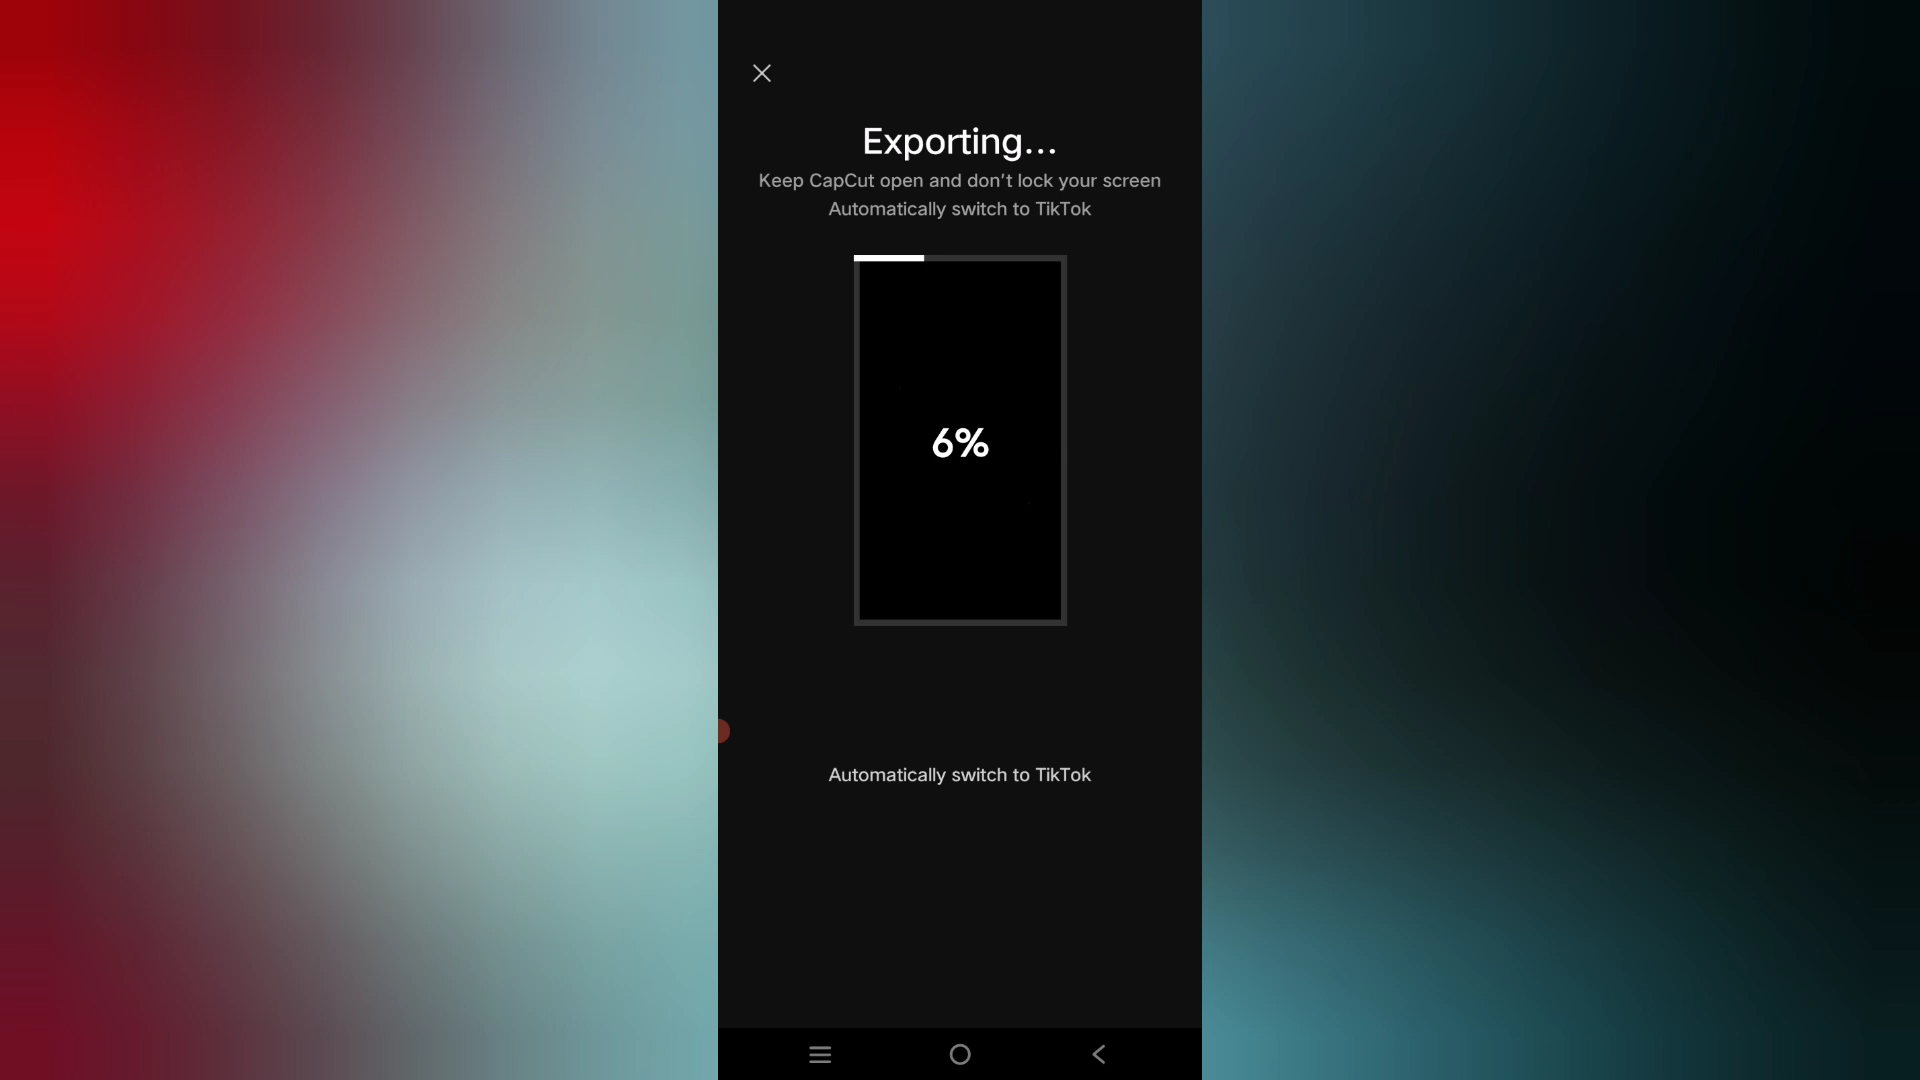 Exporting...
Keep CapCut open and don't lock your screen
Automatically switch to TikTok
6%
Automatically switch to TikTok